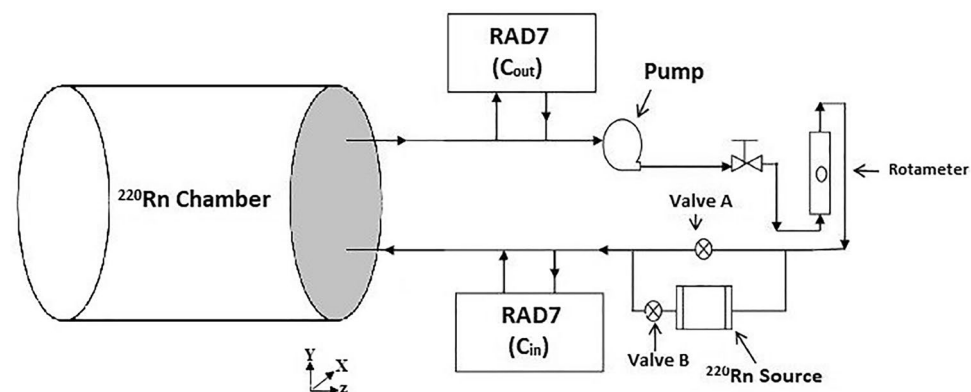 RAD7
(Cout)
Pump
220Rn Chamber
Rotameter
Valve A
RAD7
(Cin)
Valve B
220Rn Source
Y
X
z